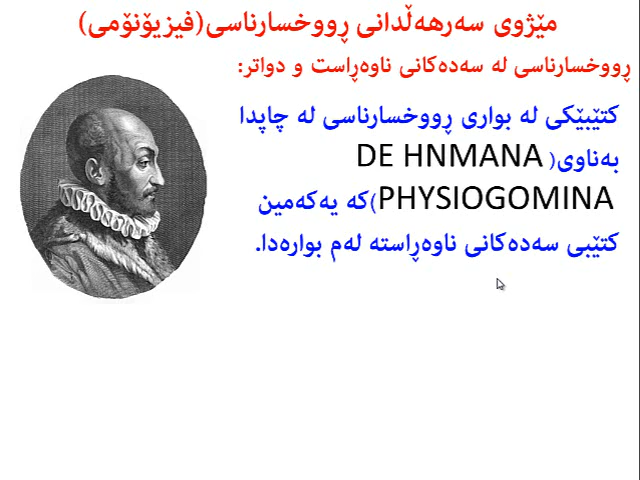 مێژوی سەرهەڵدانی ڕووخسارناسی(فیزیۆنۆمی)
ڕووخسارناسی لە سەدەکانی ناوەڕاست و دواتر:
کتێبێکی لە بواری ڕووخسارناسی لە چاپدا
بەناوی( DE HNMANA
PHYSIOGOMINA)کە یەکەمین
کتێبی سەدەکانی ناوەڕاستە لەم بوارەدا.